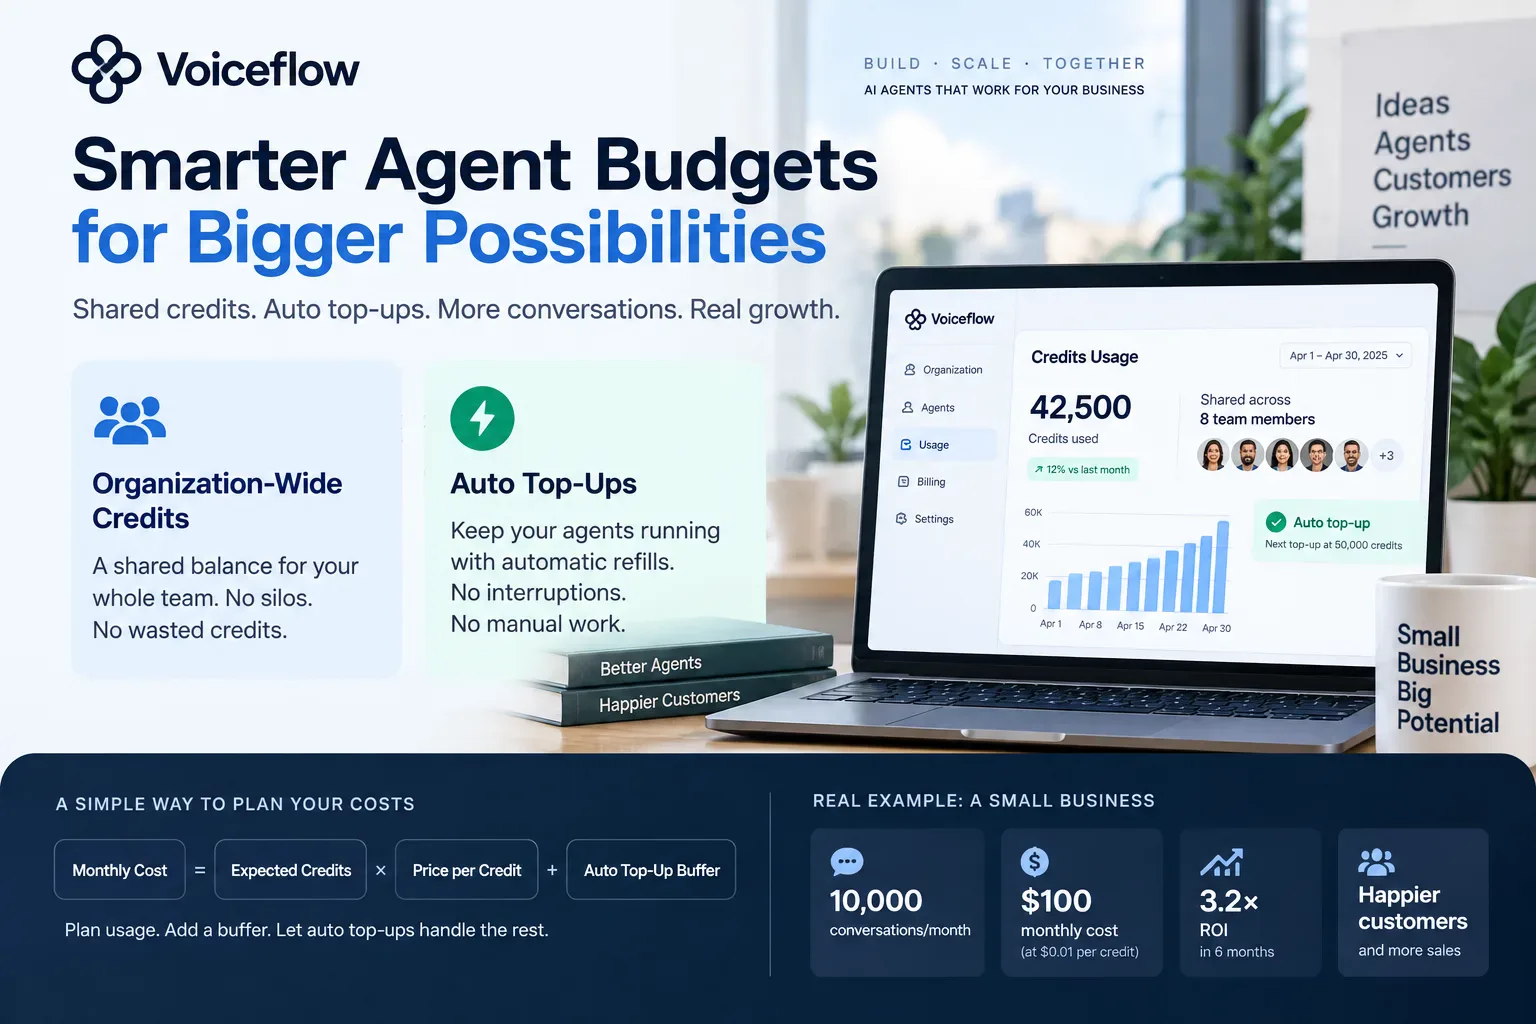 Voiceflow
BUILD · SCALE · TOGETHER
AI AGENTS THAT WORK FOR YOUR BUSINESS
Smarter Agent Budgets
for Bigger Possibilities
Shared credits. Auto top-ups. More conversations. Real growth.
Organization-Wide
Credits
A shared balance for your
whole team. No silos.
No wasted credits.
Auto Top-Ups
Keep your agents running
with automatic refills.
No interruptions.
No manual work.
Better Agents
Happier Customers
Ideas
Agents
Customers
Growth
Voiceflow
Organization
Agents
Usage
Billing
Settings
Credits Usage
Apr 1 – Apr 30, 2025
42,500
Credits used
↗ 12% vs last month
Shared across
8 team members
+3
60K
40K
20K
0
Apr 1 Apr 8 Apr 15 Apr 22 Apr 30
Auto top-up
Next top-up at 50,000 credits
Small
Business
Big
Potential
A SIMPLE WAY TO PLAN YOUR COSTS
Monthly Cost = Expected Credits × Price per Credit + Auto Top-Up Buffer
Plan usage. Add a buffer. Let auto top-ups handle the rest.
REAL EXAMPLE: A SMALL BUSINESS
10,000
conversations/month
$
$100
monthly cost
(at $0.01 per credit)
3.2×
ROI
in 6 months
Happier
customers
and more sales